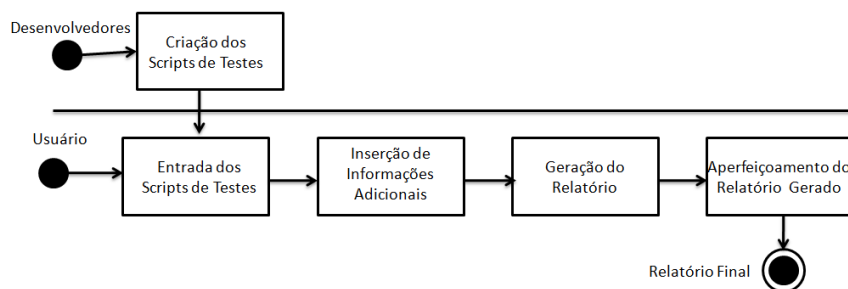 Desenvolvedores
Criação dos
Scripts de Testes
Usuário
Entrada dos
Scripts de Testes
Inserção de
Informações
Adicionais
Geração do
Relatório
Aperfeiçoamento do
Relatório Gerado
Relatório Final